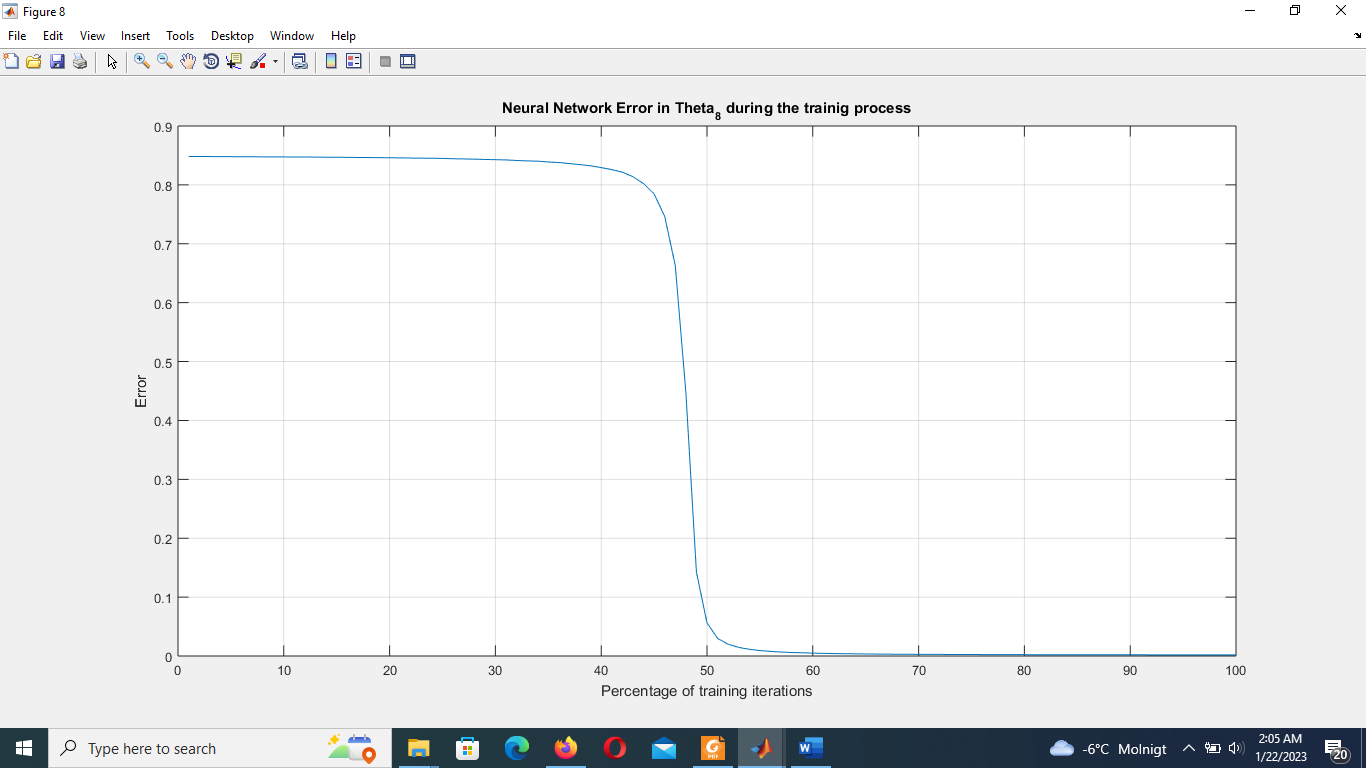 Figure 8
File Edit View Insert Tools Desktop Window Help
Neural Network Error in Theta8 during the trainig process
0.9
0.8
0.7
0.6
0.5
0.4
0.3
0.2
0.1
0
Error
0 10 20 30 40 50 60 70 80 90 100
Percentage of training iterations
Type here to search
G
PDF
W
-6°C Molnigt
2:05 AM
1/22/2023
20